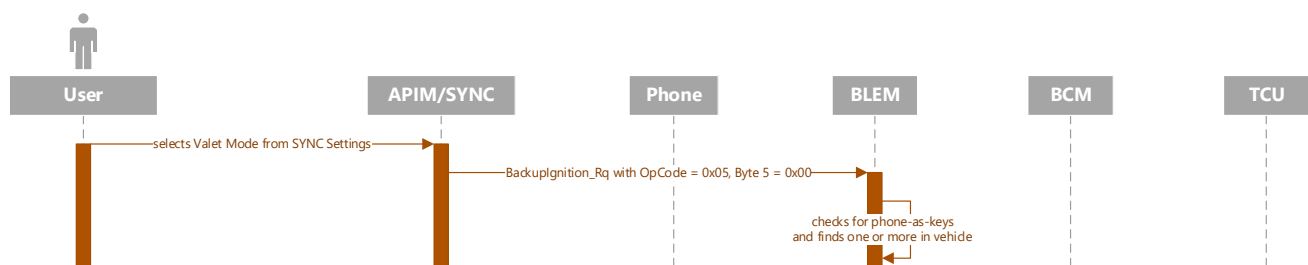 User
APIM/SYNC
Phone
BLEM
BCM
TCU
selects Valet Mode from SYNC Settings
BackupIgnition_Rq with OpCode = 0x05, Byte 5 = 0x00
checks for phone-as-keys
and finds one or more in vehicle